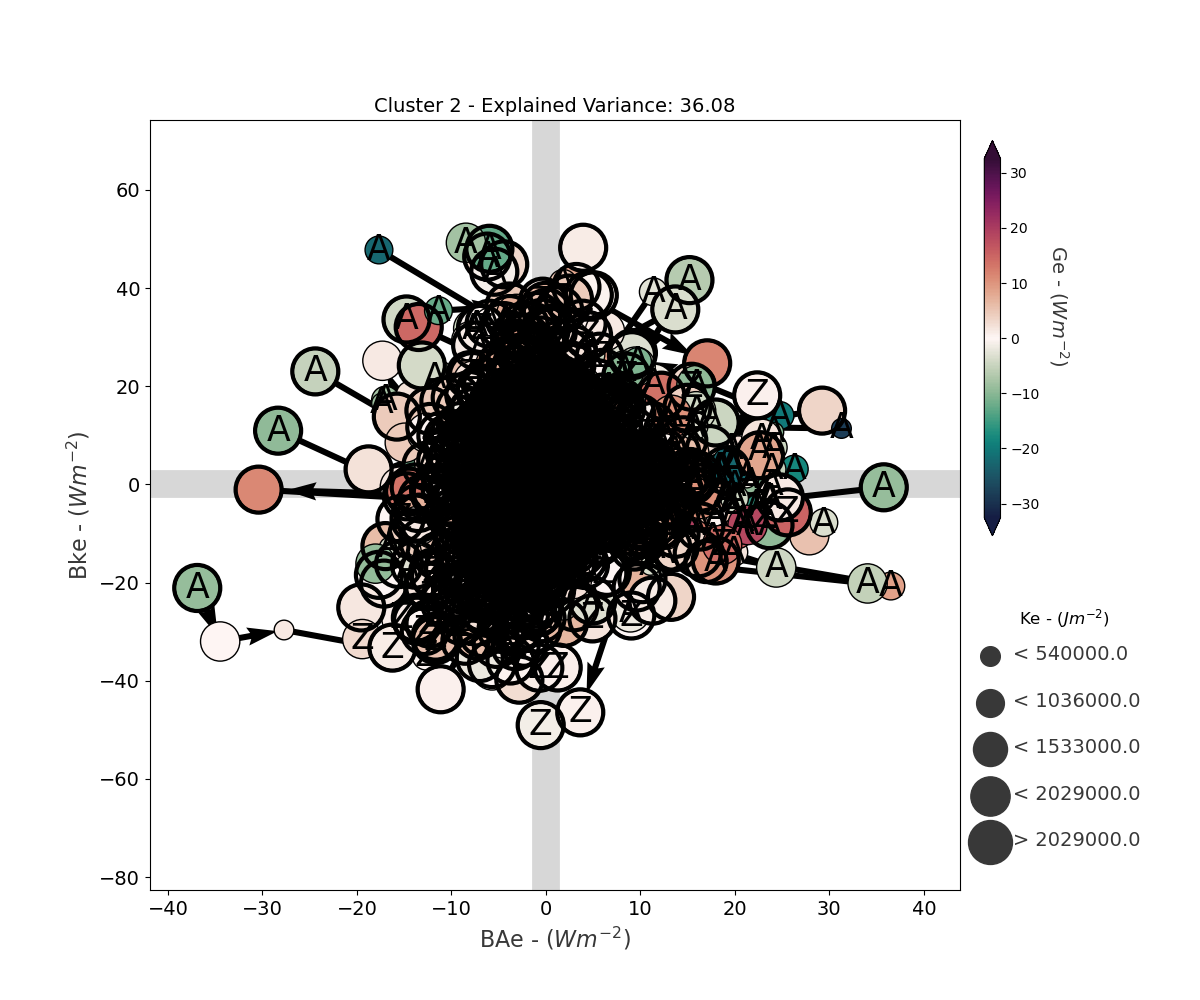 Cluster 2 - Explained Variance: 36.08
60
40
20
0
−20
−40
−60
−80
−40
−30
−20
−10
0
10
20
30
40
Bke - (Wm⁻²)
BAe - (Wm⁻²)
30
20
10
0
−10
−20
−30
Ge - (Wm⁻²)
Ke - (Jm⁻²)
< 540000.0
< 1036000.0
< 1533000.0
< 2029000.0
> 2029000.0
A
A
A
A
A
A
A
A
A
A
A
A
Z
A
A
A
A
A
A
A
A
Z
Z
Z
Z